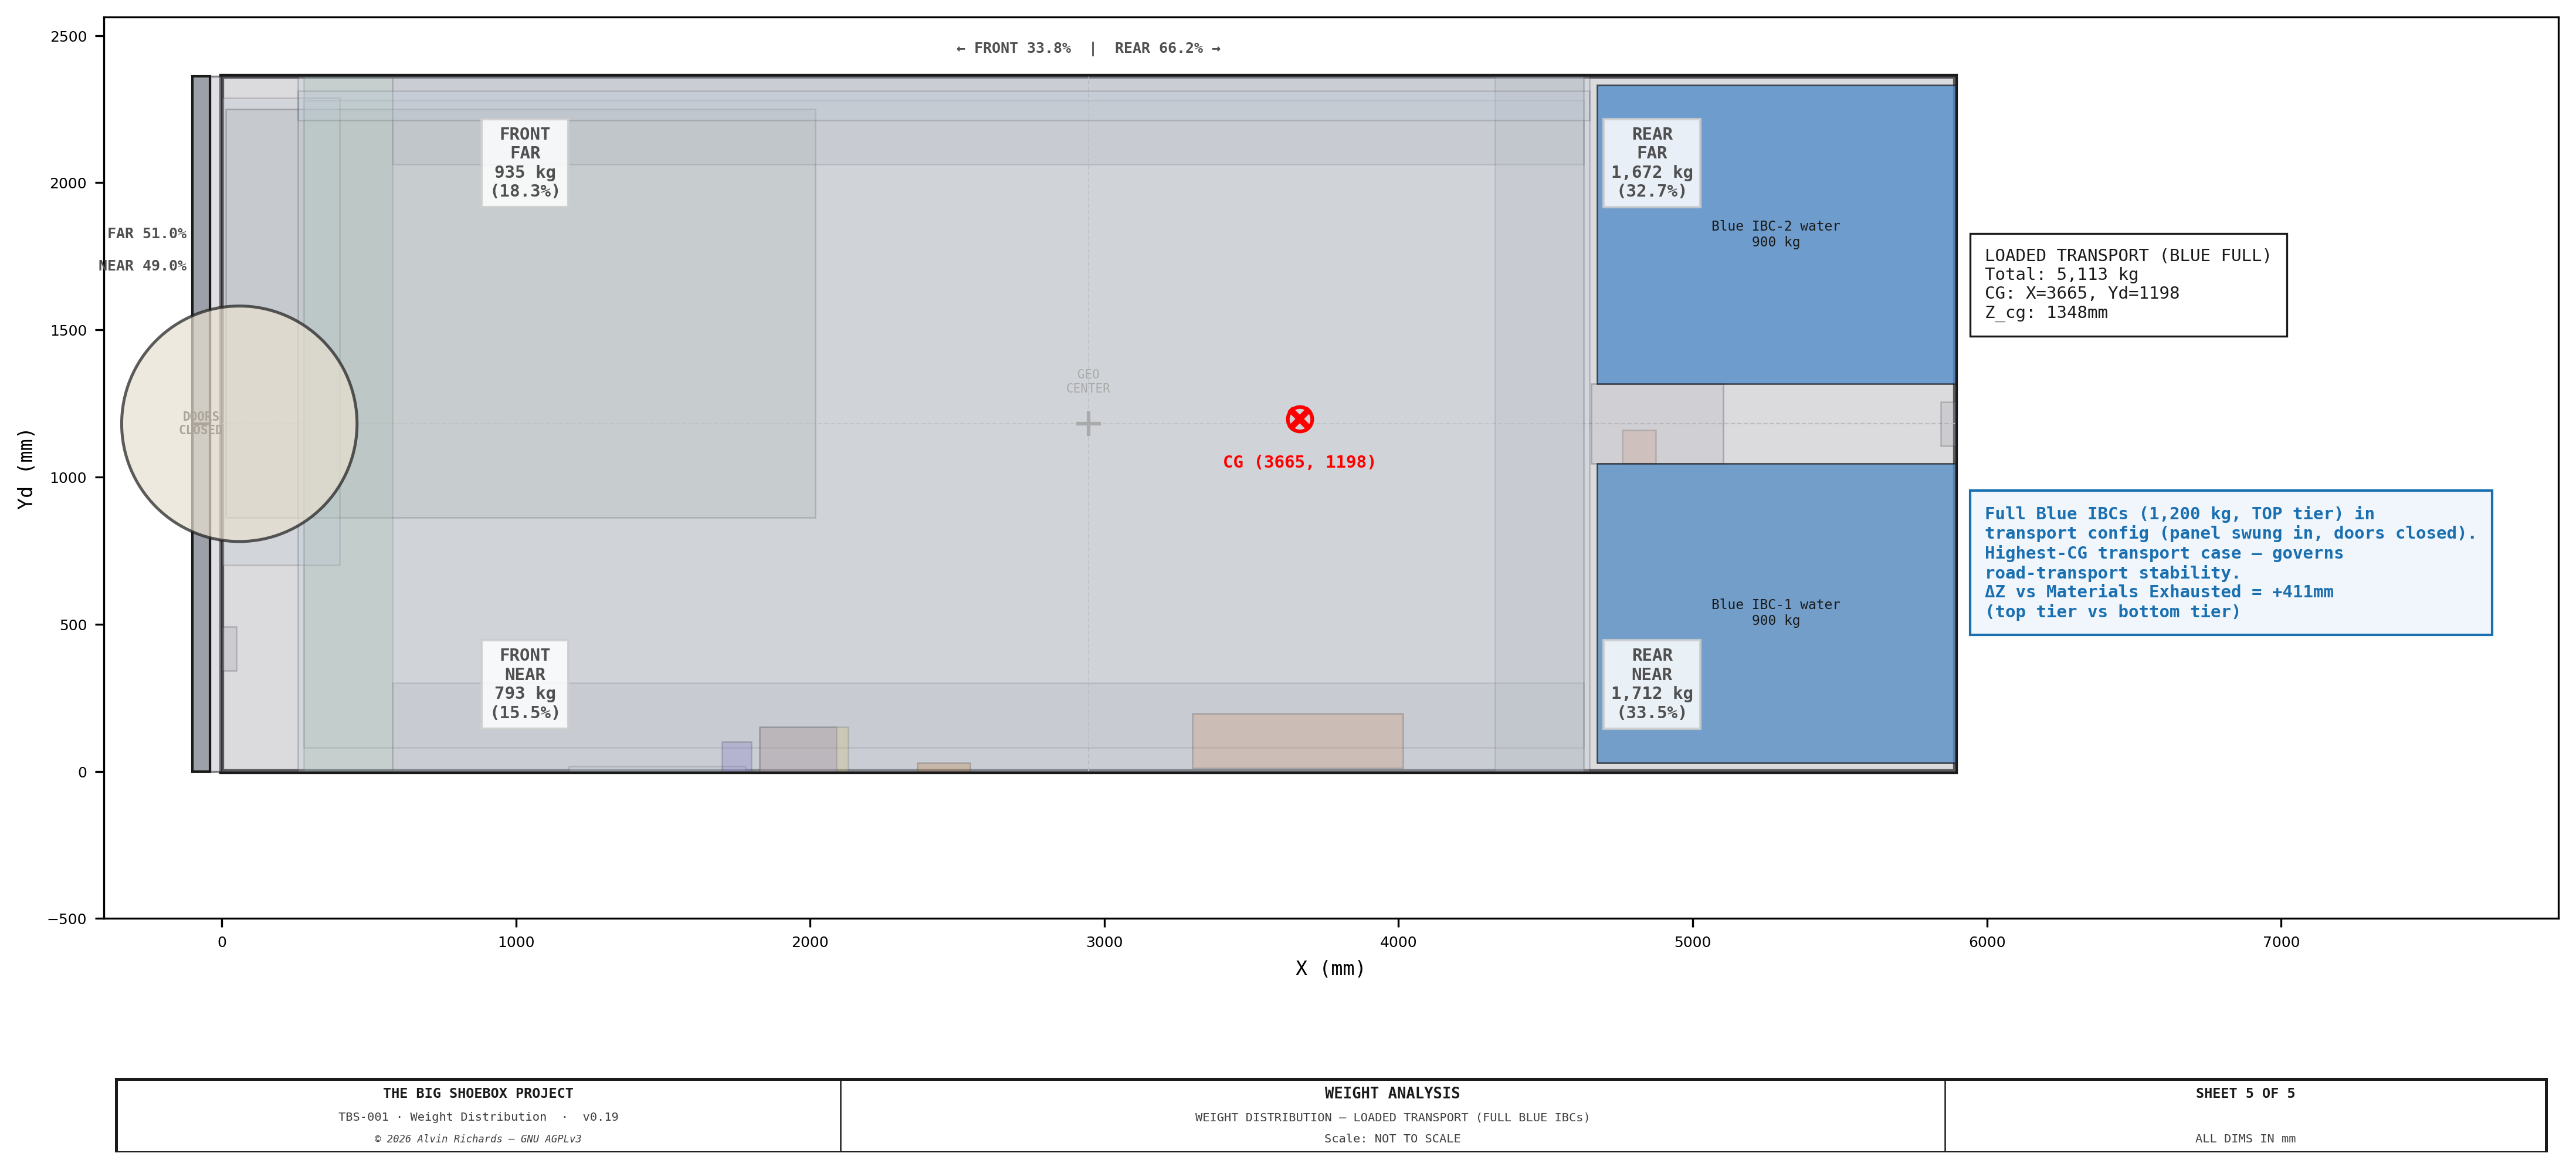 ← FRONT 33.8%  |  REAR 66.2% →
2500
2000
1500
1000
500
0
−500
Yd (mm)
FRONT
FAR
935 kg
(18.3%)
REAR
FAR
1,672 kg
(32.7%)
Blue IBC-2 water
900 kg
FAR 51.0%
NEAR 49.0%
LOADED TRANSPORT (BLUE FULL)
Total: 5,113 kg
CG: X=3665, Yd=1198
Z_cg: 1348mm
GEO
CENTER
DOORS
CLOSED
CG (3665, 1198)
Full Blue IBCs (1,200 kg, TOP tier) in
transport config (panel swung in, doors closed).
Highest-CG transport case — governs
road-transport stability.
ΔZ vs Materials Exhausted = +411mm
(top tier vs bottom tier)
Blue IBC-1 water
900 kg
FRONT
NEAR
793 kg
(15.5%)
REAR
NEAR
1,712 kg
(33.5%)
0
1000
2000
3000
4000
5000
6000
7000
X (mm)
THE BIG SHOEBOX PROJECT
TBS-001 · Weight Distribution  ·  v0.19
© 2026 Alvin Richards — GNU AGPLv3
WEIGHT ANALYSIS
WEIGHT DISTRIBUTION — LOADED TRANSPORT (FULL BLUE IBCs)
Scale: NOT TO SCALE
SHEET 5 OF 5
ALL DIMS IN mm